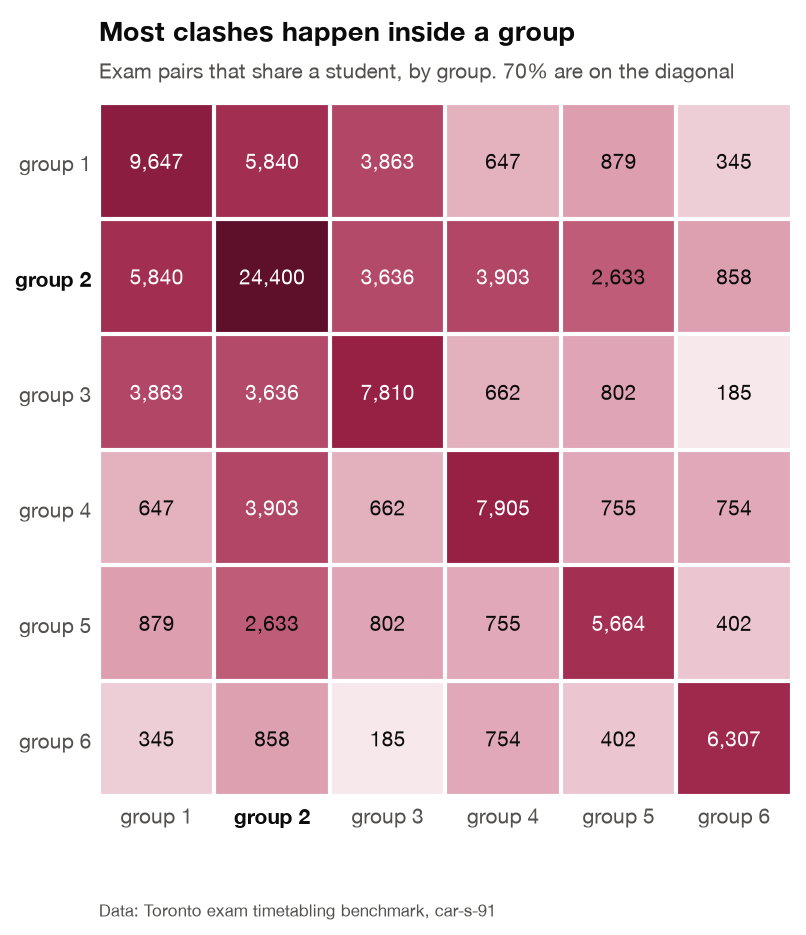 Most clashes happen inside a group
Exam pairs that share a student, by group. 70% are on the diagonal
group 1 9,647 5,840 3,863 647 879 345
group 2 5,840 24,400 3,636 3,903 2,633 858
group 3 3,863 3,636 7,810 662 802 185
group 4 647 3,903 662 7,905 755 754
group 5 879 2,633 802 755 5,664 402
group 6 345 858 185 754 402 6,307
group 1 group 2 group 3 group 4 group 5 group 6
Data: Toronto exam timetabling benchmark, car-s-91